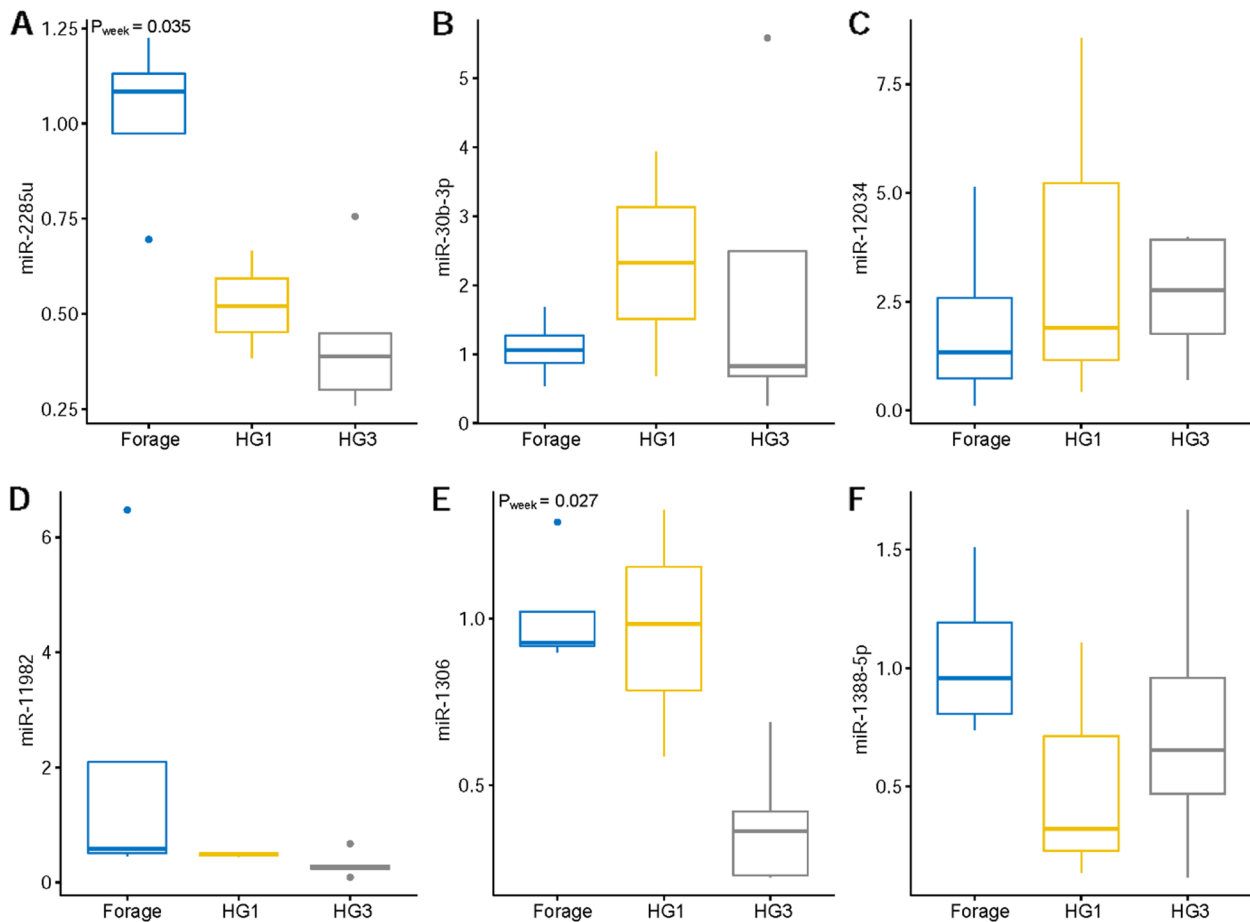 A
P week = 0.035
1.25
1.00
0.75
0.50
0.25
miR-2285u
Forage HG1 HG3
B
5
4
3
2
1
0
miR-30b-3p
Forage HG1 HG3
C
7.5
5.0
2.5
0.0
miR-12034
Forage HG1 HG3
D
6
4
2
0
miR-11982
Forage HG1 HG3
E
P week = 0.027
1.0
0.5
miR-1306
Forage HG1 HG3
F
1.5
1.0
0.5
miR-1388-5p
Forage HG1 HG3